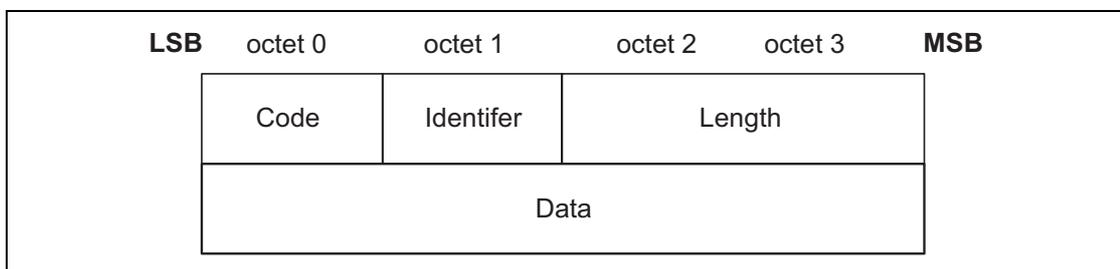 LSB octet 0 octet 1 octet 2 octet 3 MSB
Code Identifer Length
Data